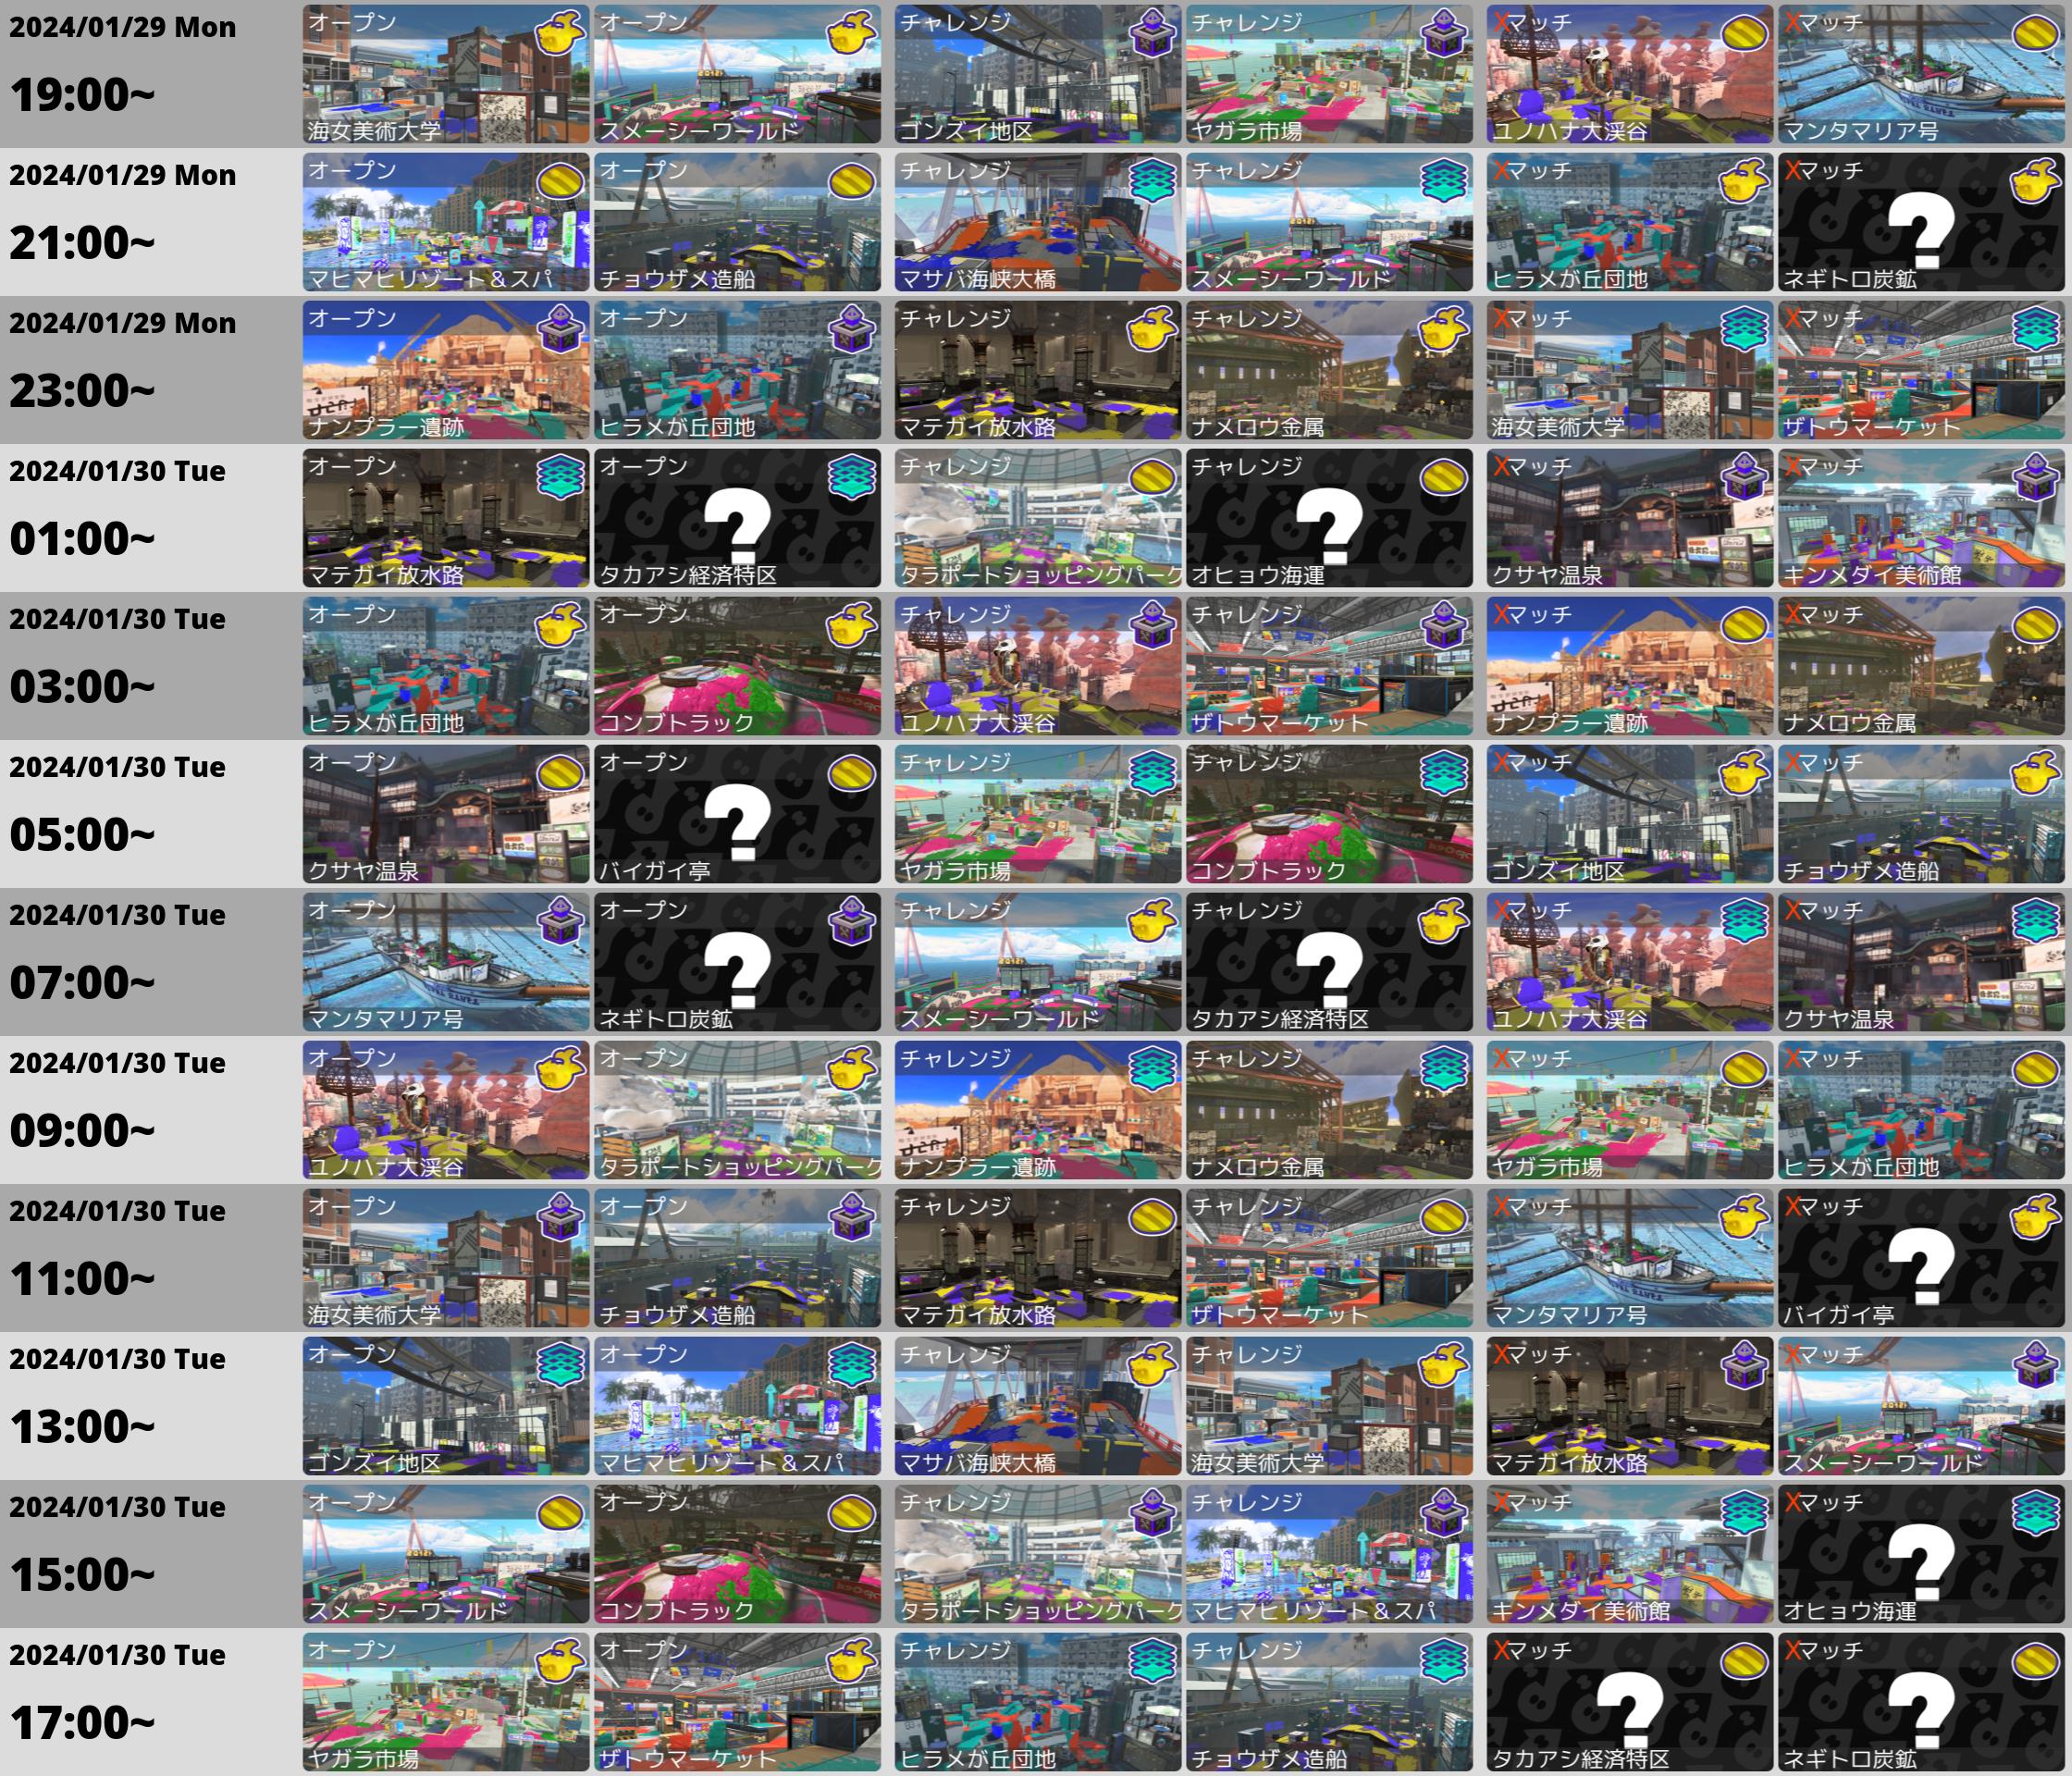 2024/01/29 Mon
19:00~
オープン
海女美術大学
オープン
スメーシーワールド
チャレンジ
ゴンズイ地区
チャレンジ
ヤガラ市場
Xマッチ
ユノハナ大渓谷
Xマッチ
マンタマリア号
2024/01/29 Mon
21:00~
オープン
マヒマヒリゾート＆スパ
オープン
チョウザメ造船
チャレンジ
マサバ海峡大橋
チャレンジ
スメーシーワールド
Xマッチ
ヒラメが丘団地
Xマッチ
?
ネギトロ炭鉱
2024/01/29 Mon
23:00~
オープン
ナンプラー遺跡
オープン
ヒラメが丘団地
チャレンジ
マテガイ放水路
チャレンジ
ナメロウ金属
Xマッチ
海女美術大学
Xマッチ
ザトウマーケット
2024/01/30 Tue
01:00~
オープン
マテガイ放水路
オープン
?
タカアシ経済特区
チャレンジ
タラポートショッピングパーク
チャレンジ
?
オヒョウ海運
Xマッチ
クサヤ温泉
Xマッチ
キンメダイ美術館
2024/01/30 Tue
03:00~
オープン
ヒラメが丘団地
オープン
コンブトラック
チャレンジ
ユノハナ大渓谷
チャレンジ
ザトウマーケット
Xマッチ
ナンプラー遺跡
Xマッチ
ナメロウ金属
2024/01/30 Tue
05:00~
オープン
クサヤ温泉
オープン
?
バイガイ亭
チャレンジ
ヤガラ市場
チャレンジ
コンブトラック
Xマッチ
ゴンズイ地区
Xマッチ
チョウザメ造船
2024/01/30 Tue
07:00~
オープン
マンタマリア号
オープン
?
ネギトロ炭鉱
チャレンジ
スメーシーワールド
チャレンジ
?
タカアシ経済特区
Xマッチ
ユノハナ大渓谷
Xマッチ
クサヤ温泉
2024/01/30 Tue
09:00~
オープン
ユノハナ大渓谷
オープン
タラポートショッピングパーク
チャレンジ
ナンプラー遺跡
チャレンジ
ナメロウ金属
Xマッチ
ヤガラ市場
Xマッチ
ヒラメが丘団地
2024/01/30 Tue
11:00~
オープン
海女美術大学
オープン
チョウザメ造船
チャレンジ
マテガイ放水路
チャレンジ
ザトウマーケット
Xマッチ
マンタマリア号
Xマッチ
?
バイガイ亭
2024/01/30 Tue
13:00~
オープン
ゴンズイ地区
オープン
マヒマヒリゾート＆スパ
チャレンジ
マサバ海峡大橋
チャレンジ
海女美術大学
Xマッチ
マテガイ放水路
Xマッチ
スメーシーワールド
2024/01/30 Tue
15:00~
オープン
スメーシーワールド
オープン
コンブトラック
チャレンジ
タラポートショッピングパーク
チャレンジ
マヒマヒリゾート＆スパ
Xマッチ
キンメダイ美術館
Xマッチ
?
オヒョウ海運
2024/01/30 Tue
17:00~
オープン
ヤガラ市場
オープン
ザトウマーケット
チャレンジ
ヒラメが丘団地
チャレンジ
チョウザメ造船
Xマッチ
?
タカアシ経済特区
Xマッチ
?
ネギトロ炭鉱